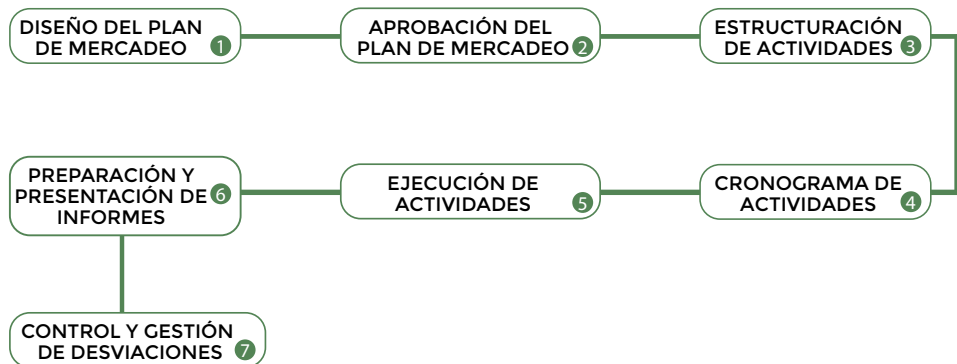 DISEÑO DEL PLAN
DE MERCADEO 1
APROBACIÓN DEL
PLAN DE MERCADEO 2
ESTRUCTURACIÓN
DE ACTIVIDADES 3
CRONOGRAMA DE
ACTIVIDADES 4
EJECUCIÓN DE
ACTIVIDADES 5
PREPARACIÓN Y
PRESENTACIÓN DE 6
INFORMES
CONTROL Y GESTIÓN
DE DESVIACIONES 7